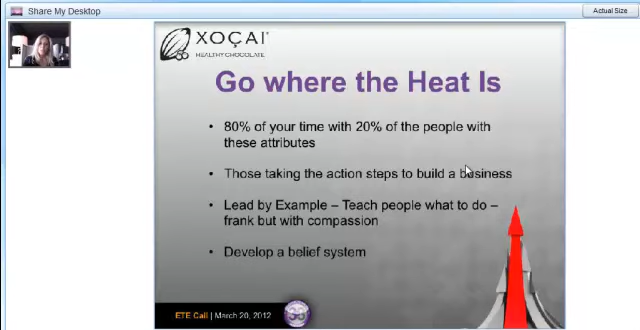 Share My Desktop
Actual Size
XOÇAI
HEALTHY CHOCOLATE
Go where the Heat Is
• 80% of your time with 20% of the people with
these attributes
• Those taking the action steps to build a business
• Lead by Example – Teach people what to do –
frank but with compassion
• Develop a belief system
ETE Call | March 20, 2012